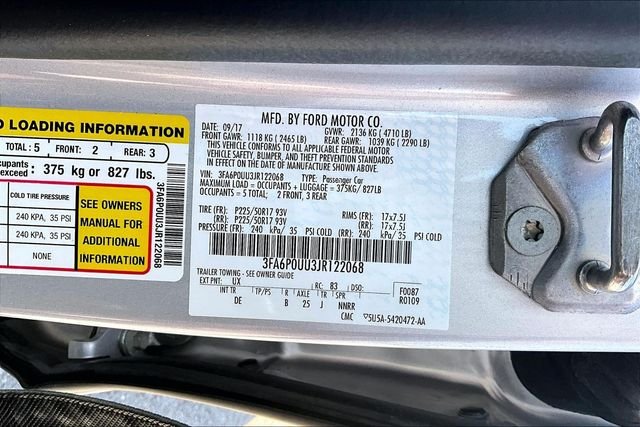 D LOADING INFORMATION
TOTAL: 5 FRONT: 2 REAR: 3
cupants
exceed : 375 kg or 827 lbs.
COLD TIRE PRESSURE
240 KPA, 35 PSI
240 KPA, 35 PSI
NONE
SEE OWNERS
MANUAL FOR
ADDITIONAL
INFORMATION
3FA6P0UU3JR122068
MFD. BY FORD MOTOR CO.
DATE: 09/17 GVWR: 2136 KG ( 4710 LB)
FRONT GAWR: 1118 KG ( 2465 LB) REAR GAWR: 1039 KG ( 2290 LB)
THIS VEHICLE CONFORMS TO ALL APPLICABLE FEDERAL MOTOR
VEHICLE SAFETY, BUMPER, AND THEFT PREVENTION STANDARDS
IN EFFECT ON THE DATE OF MANUFACTURE SHOWN ABOVE.
VIN: 3FA6P0UU3JR122068 TYPE: Passenger Car
MAXIMUM LOAD = OCCUPANTS + LUGGAGE = 375KG/ 827LB
OCCUPANTS = 5 TOTAL; 2 FRONT, 3 REAR
TIRE (FR): P225/50R17 93V RIMS (FR): 17x7.5J
(RR): P225/50R17 93V (RR): 17x7.5J
PRESSURE (FR): 240 kPa/ 35 PSI (RR): 240 kPa/ 35 PSI COLD
3FA6P0UU3JR122068
TRAILER TOWING - SEE OWNER GUIDE
EXT PNT: UX RC: B3 DSO: F0087
INT TR TP/PS R AXLE TR SPR R0109
DE B 25 J NNRR
CMC 5U5A-5420472-AA